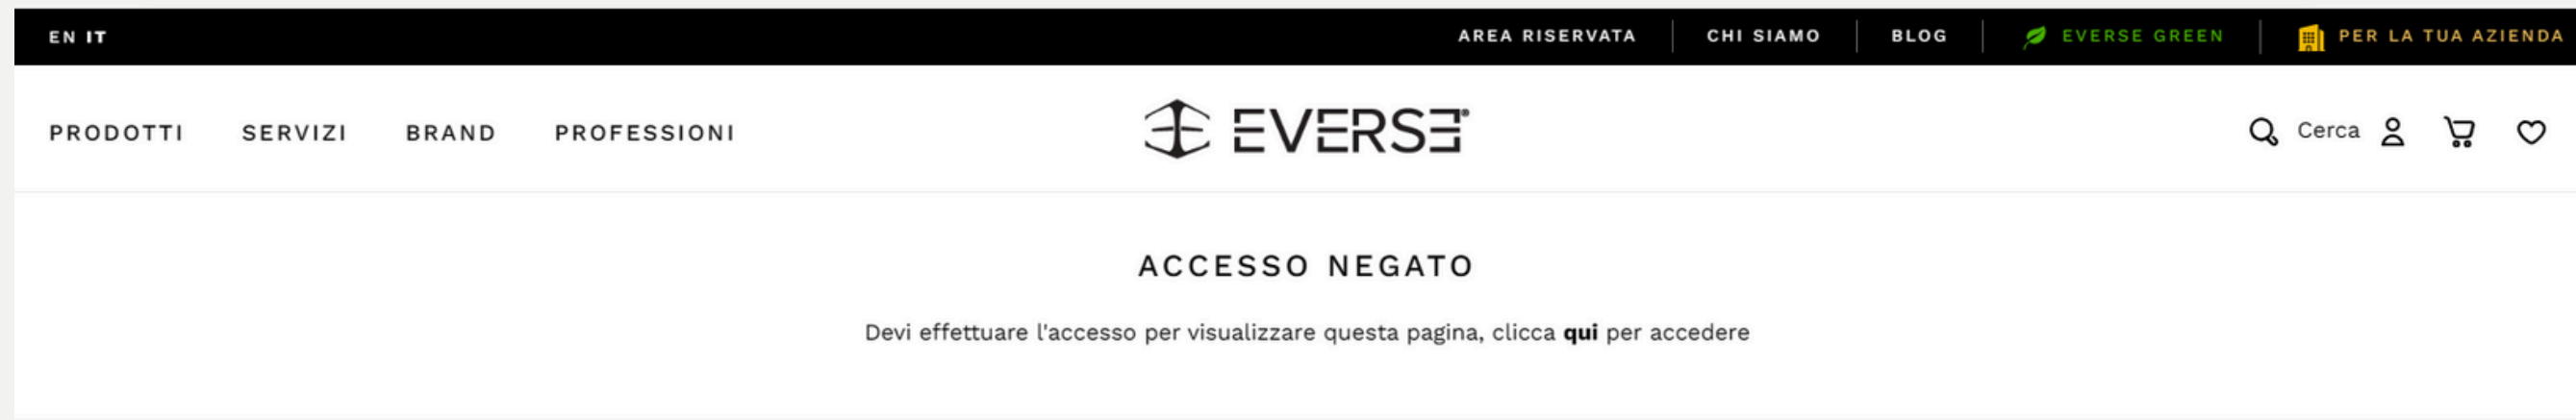 EN IT
AREA RISERVATA
CHI SIAMO
BLOG
EVERSE GREEN
PER LA TUA AZIENDA
PRODOTTI
SERVIZI
BRAND
PROFESSIONI
EVERSE®
Cerca
ACCESSO NEGATO
Devi effettuare l'accesso per visualizzare questa pagina, clicca qui per accedere